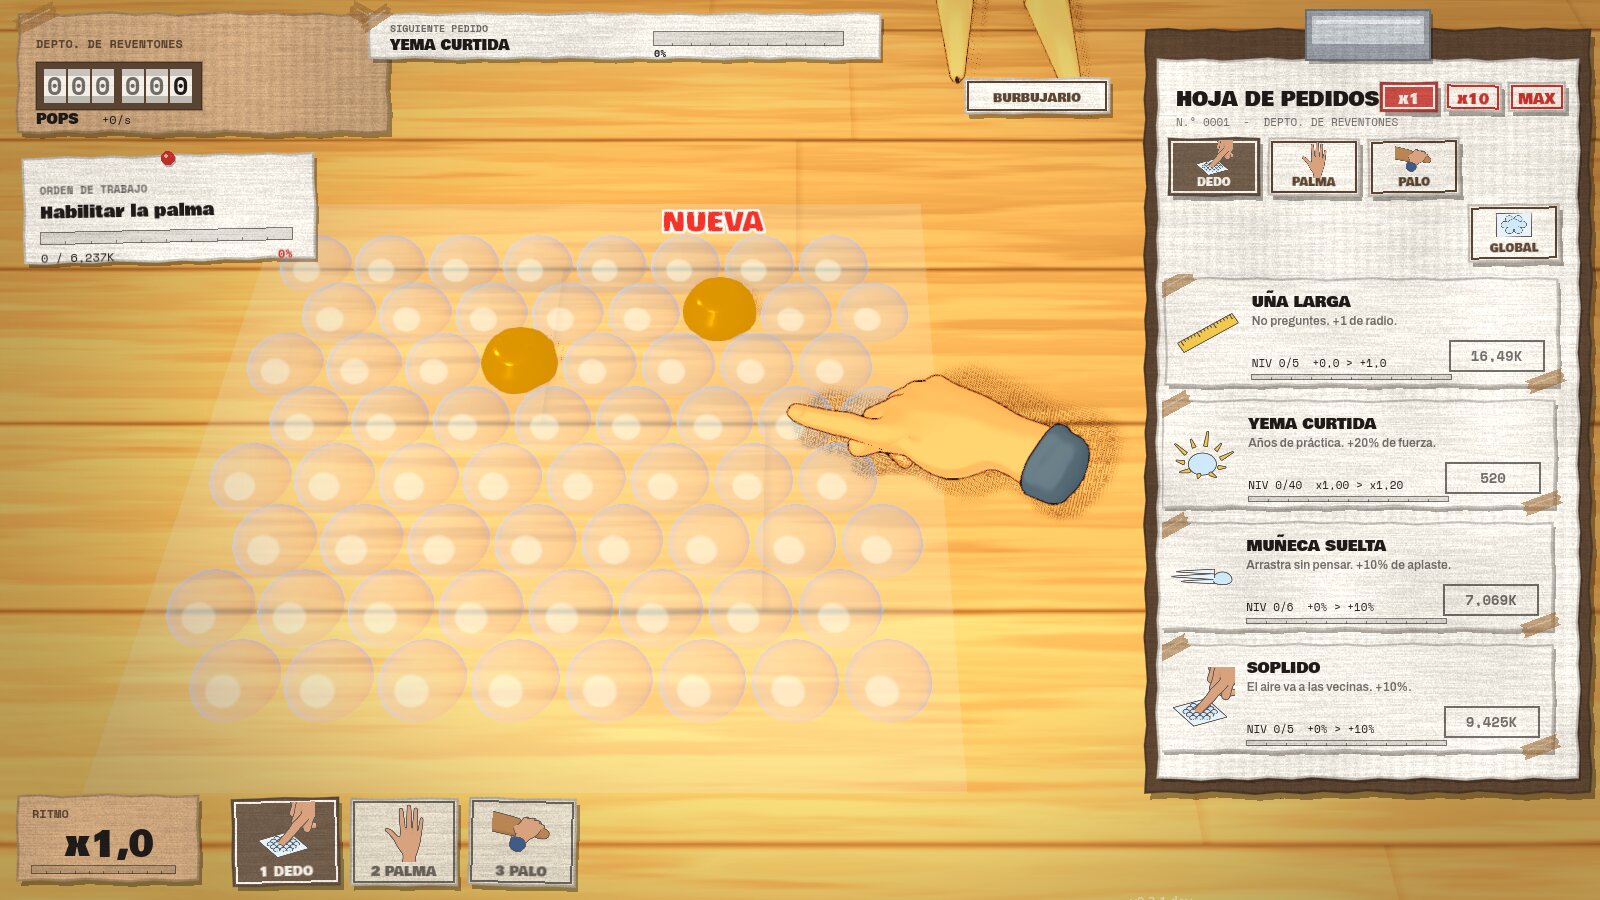 DEPTO. DE REVENTONES
000000
POPS +0/s
SIGUIENTE PEDIDO
YEMA CURTIDA
0%
BURBUJARIO
ORDEN DE TRABAJO
Habilitar la palma
0 / 6,237K 0%
NUEVA
HOJA DE PEDIDOS x1 x10 MAX
N.° 0001 - DEPTO. DE REVENTONES
DEDO PALMA PALO
GLOBAL
UÑA LARGA
No preguntes. +1 de radio.
NIV 0/5 +0,0 > +1,0 16,49K
YEMA CURTIDA
Años de práctica. +20% de fuerza.
NIV 0/40 x1,00 > x1,20 520
MUÑECA SUELTA
Arrastra sin pensar. +10% de aplaste.
NIV 0/6 +0% > +10% 7,069K
SOPLIDO
El aire va a las vecinas. +10%.
NIV 0/5 +0% > +10% 9,425K
RITMO
x1,0
1 DEDO 2 PALMA 3 PALO